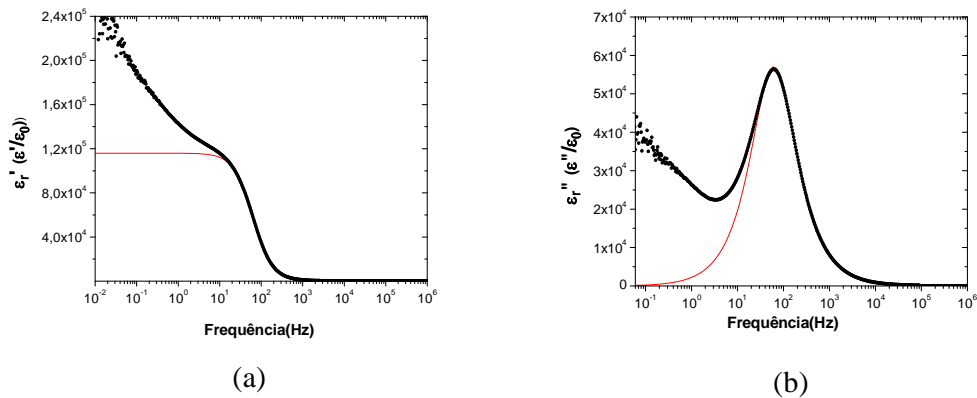 2,4x10⁵
2,0x10⁵
1,6x10⁵
1,2x10⁵
8,0x10⁴
4,0x10⁴
εr' (ε'/ε0))
10⁻² 10⁻¹ 10⁰ 10¹ 10² 10³ 10⁴ 10⁵ 10⁶
Frequência(Hz)
(a)
7x10⁴
6x10⁴
5x10⁴
4x10⁴
3x10⁴
2x10⁴
1x10⁴
0
εr'' (ε''/ε0)
10⁻¹ 10⁰ 10¹ 10² 10³ 10⁴ 10⁵ 10⁶
Frequência(Hz)
(b)